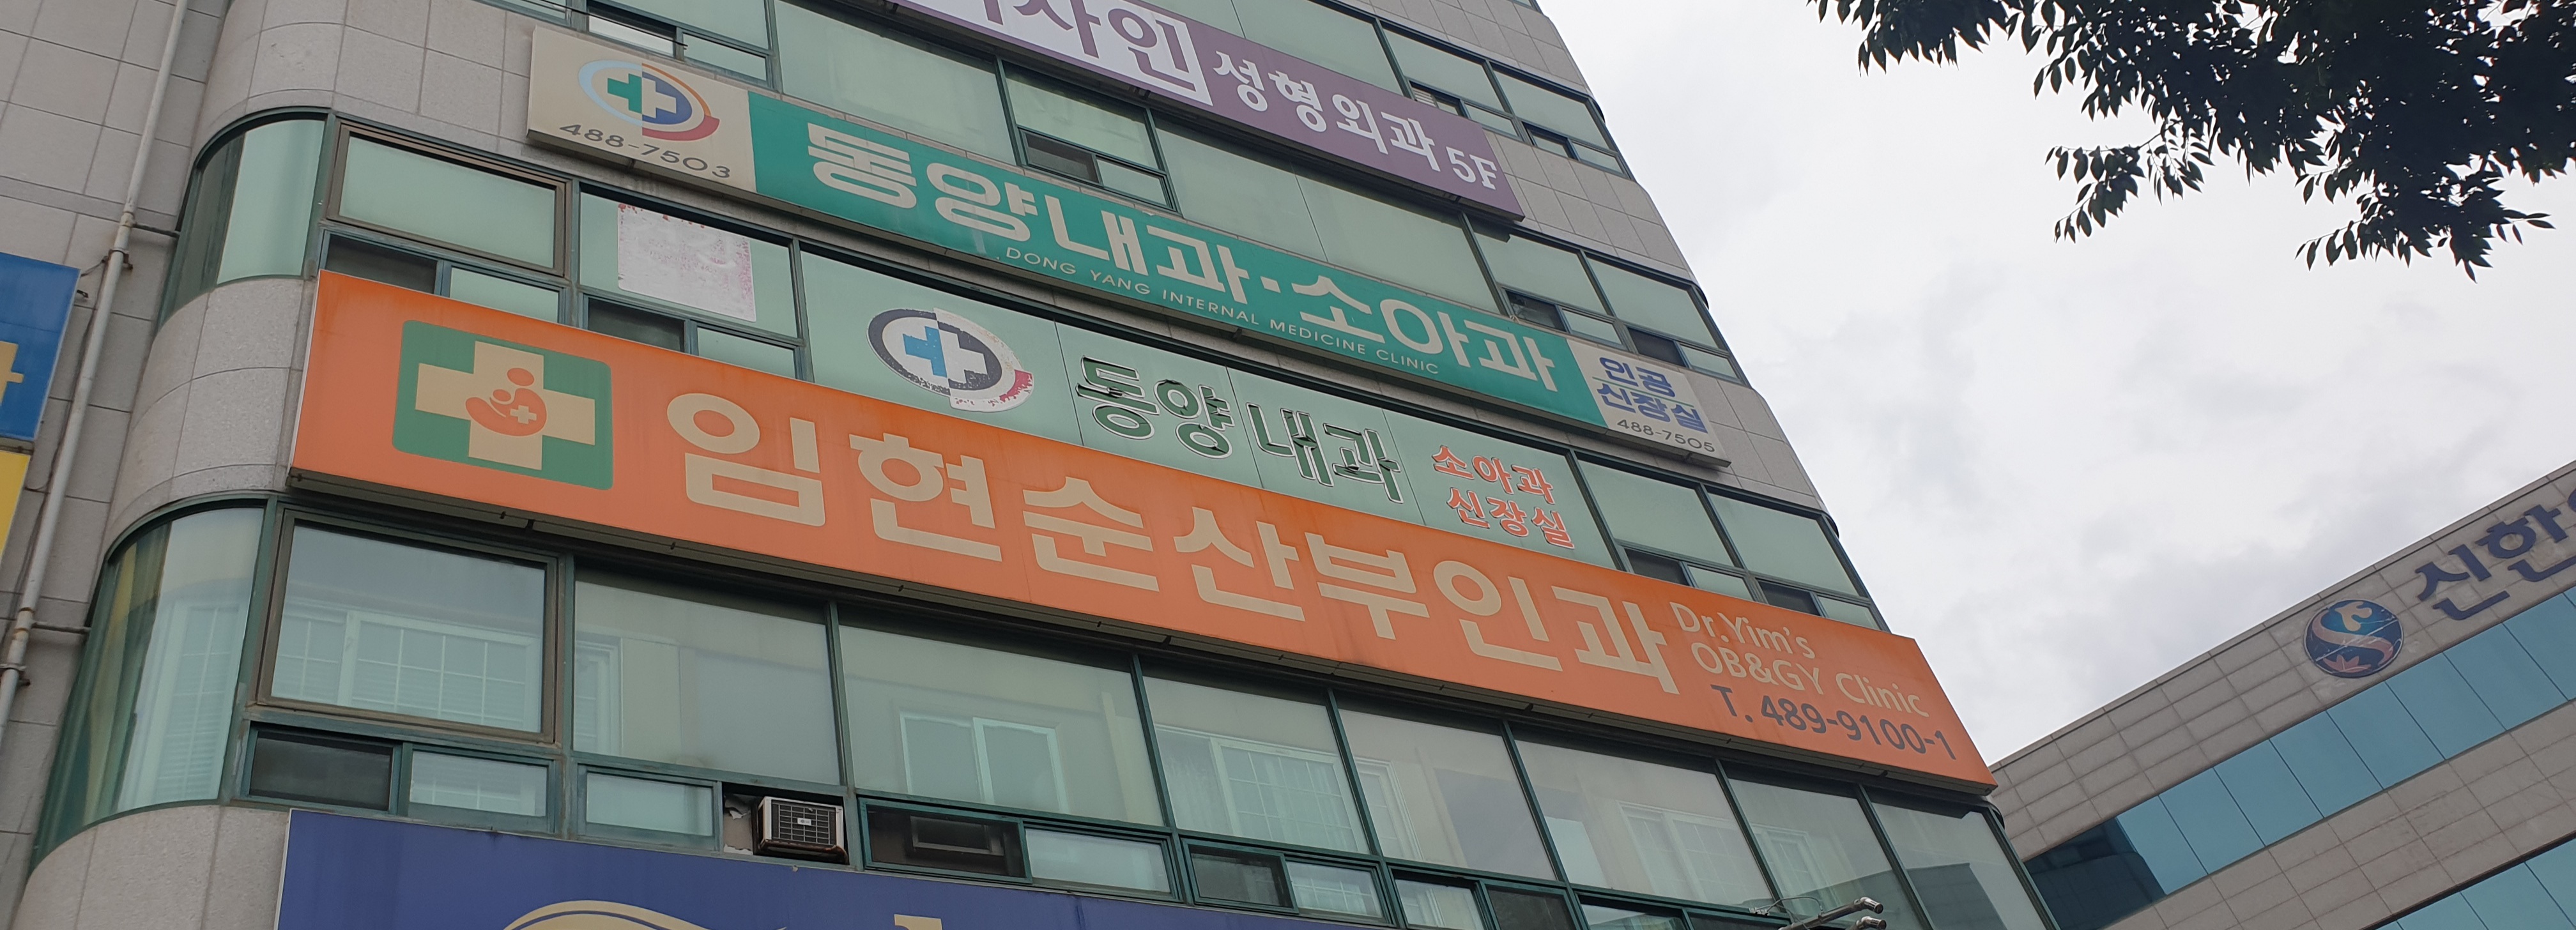 사인 성형외과 5F
488-7503
동양내과·소아과
DONG YANG INTERNAL MEDICINE CLINIC
인공
신장실
488-7505
동양내과
소아과
신장실
임현순산부인과
Dr.Yim's
OB&GY Clinic
T. 489-9100~1
신한